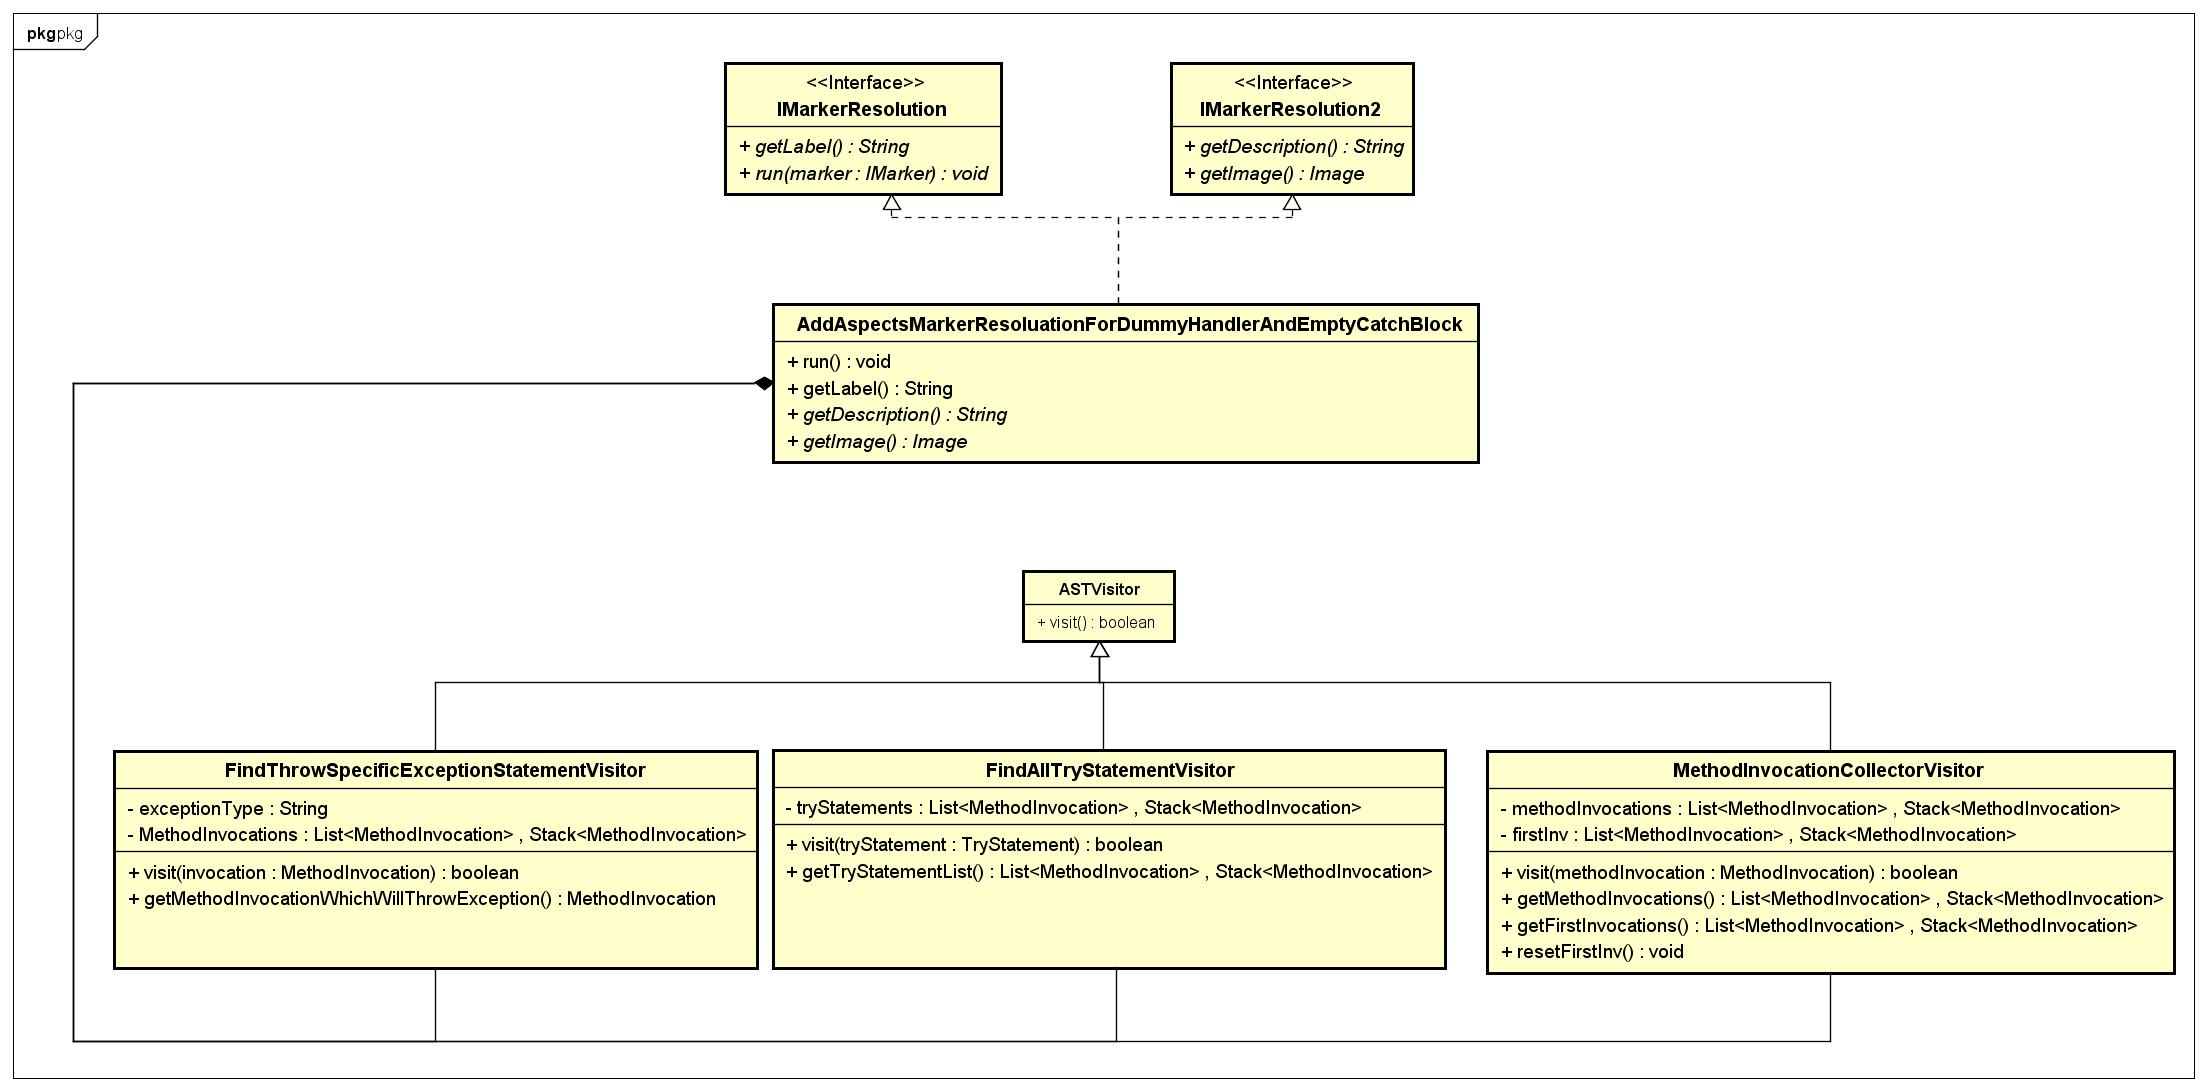 pkgpkg
<<Interface>>
IMarkerResolution
+ getLabel() : String
+ run(marker : IMarker) : void
<<Interface>>
IMarkerResolution2
+ getDescription() : String
+ getImage() : Image
AddAspectsMarkerResoluationForDummyHandlerAndEmptyCatchBlock
+ run() : void
+ getLabel() : String
+ getDescription() : String
+ getImage() : Image
ASTVisitor
+ visit() : boolean
FindThrowSpecificExceptionStatementVisitor
- exceptionType : String
- MethodInvocations : List<MethodInvocation> , Stack<MethodInvocation>
+ visit(invocation : MethodInvocation) : boolean
+ getMethodInvocationWhichWillThrowException() : MethodInvocation
FindAllTryStatementVisitor
- tryStatements : List<MethodInvocation> , Stack<MethodInvocation>
+ visit(tryStatement : TryStatement) : boolean
+ getTryStatementList() : List<MethodInvocation> , Stack<MethodInvocation>
MethodInvocationCollectorVisitor
- methodInvocations : List<MethodInvocation> , Stack<MethodInvocation>
- firstInv : List<MethodInvocation> , Stack<MethodInvocation>
+ visit(methodInvocation : MethodInvocation) : boolean
+ getMethodInvocations() : List<MethodInvocation> , Stack<MethodInvocation>
+ getFirstInvocations() : List<MethodInvocation> , Stack<MethodInvocation>
+ resetFirstInv() : void